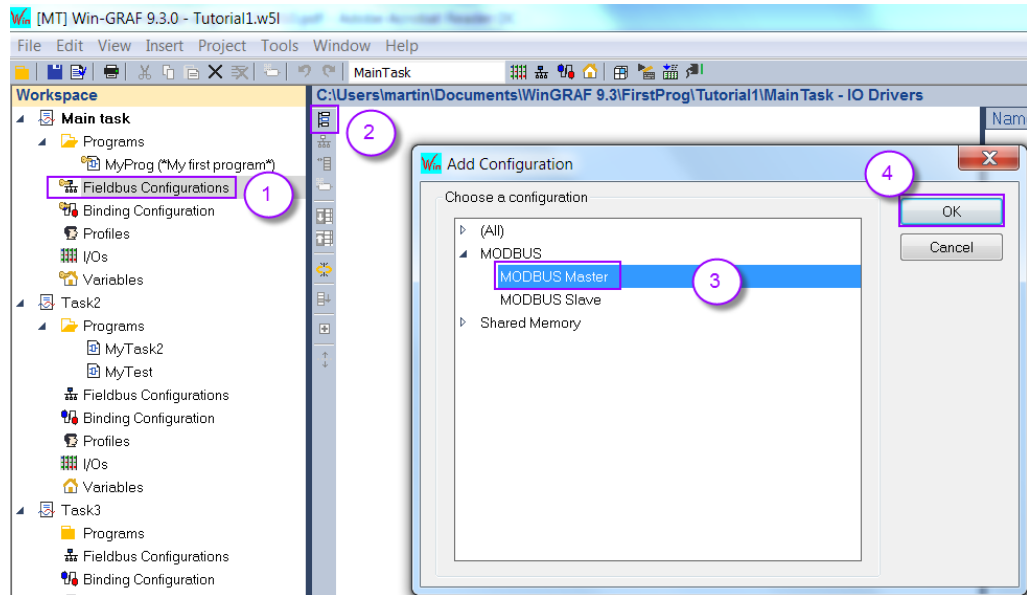 [MT] Win-GRAF 9.3.0 - Tutorial1.w5l
File Edit View Insert Project Tools Window Help
MainTask
Workspace
C:\Users\martin\Documents\WinGRAF 9.3\FirstProg\Tutorial1\MainTask - IO Drivers
Nam
Main task
Programs
MyProg (*My first program*)
Fieldbus Configurations
1
Binding Configuration
Profiles
I/Os
Variables
Task2
Programs
MyTask2
MyTest
Fieldbus Configurations
Binding Configuration
Profiles
I/Os
Variables
Task3
Programs
Fieldbus Configurations
Binding Configuration
2
Add Configuration
X
4
Choose a configuration
OK
Cancel
(All)
MODBUS
MODBUS Master
3
MODBUS Slave
Shared Memory